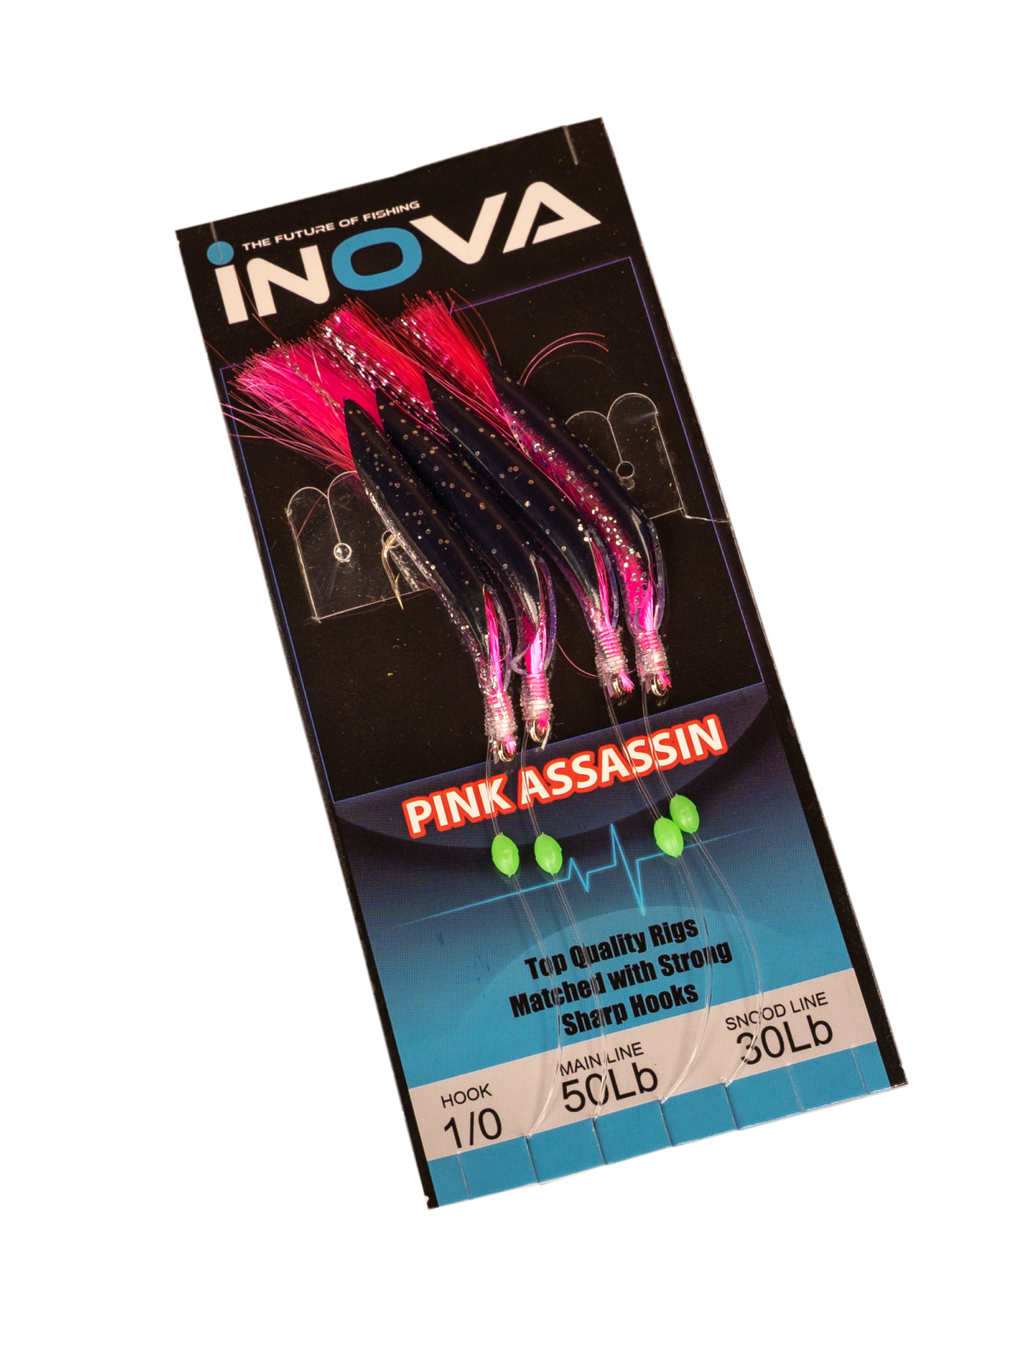 THE FUTURE OF FISHING
iNOVA
PINK ASSASSIN
Top Quality Rigs
Matched with Strong
Sharp Hooks
HOOK
1/0
MAIN LINE
50Lb
SNOOD LINE
30Lb